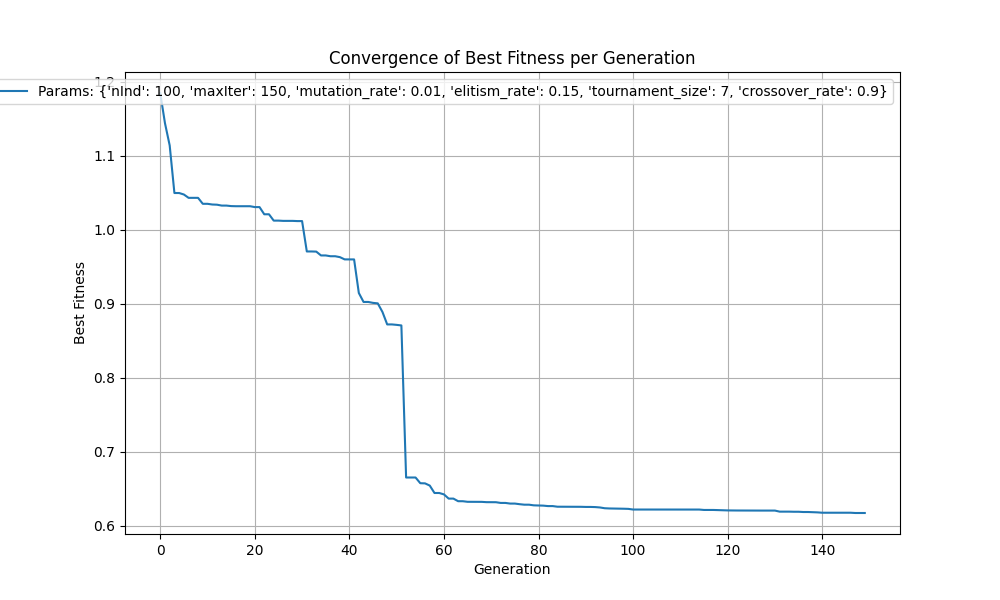 Convergence of Best Fitness per Generation
Params: {'nInd': 100, 'maxIter': 150, 'mutation_rate': 0.01, 'elitism_rate': 0.15, 'tournament_size': 7, 'crossover_rate': 0.9}
1.2
1.1
1.0
0.9
0.8
0.7
0.6
Best Fitness
0 20 40 60 80 100 120 140
Generation